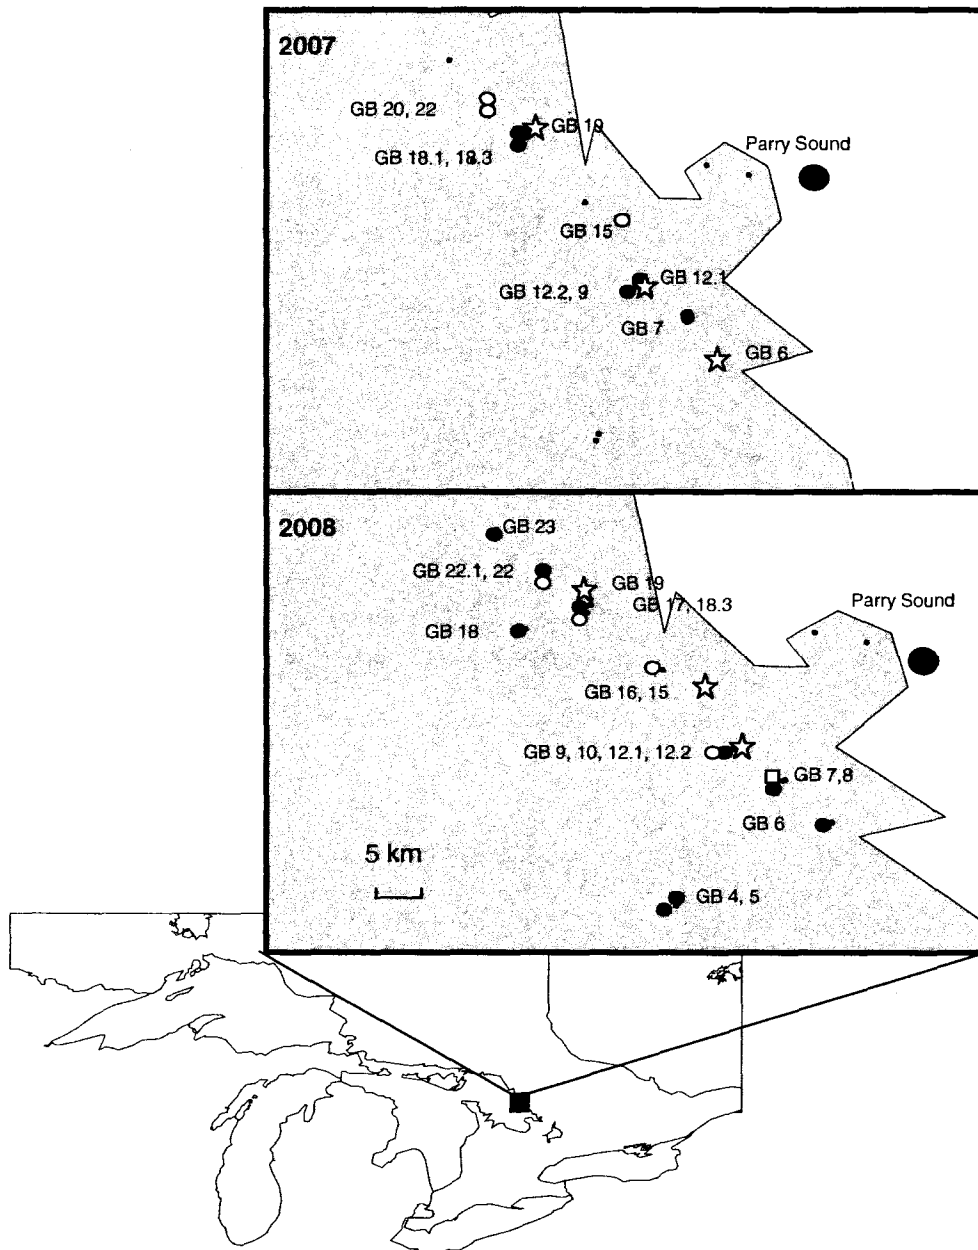 2007
GB 20, 22
GB 19
GB 18.1, 18.3
Parry Sound
GB 15
GB 12.1
GB 12.2, 9
GB 7
GB 6
2008
GB 23
GB 22.1, 22
GB 19
GB 17, 18.3
Parry Sound
GB 18
GB 16, 15
GB 9, 10, 12.1, 12.2
GB 7,8
GB 6
5 km
GB 4, 5